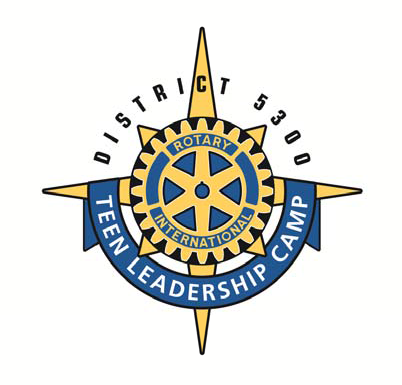 DISTRICT 5300
ROTARY
INTERNATIONAL
TEEN LEADERSHIP CAMP